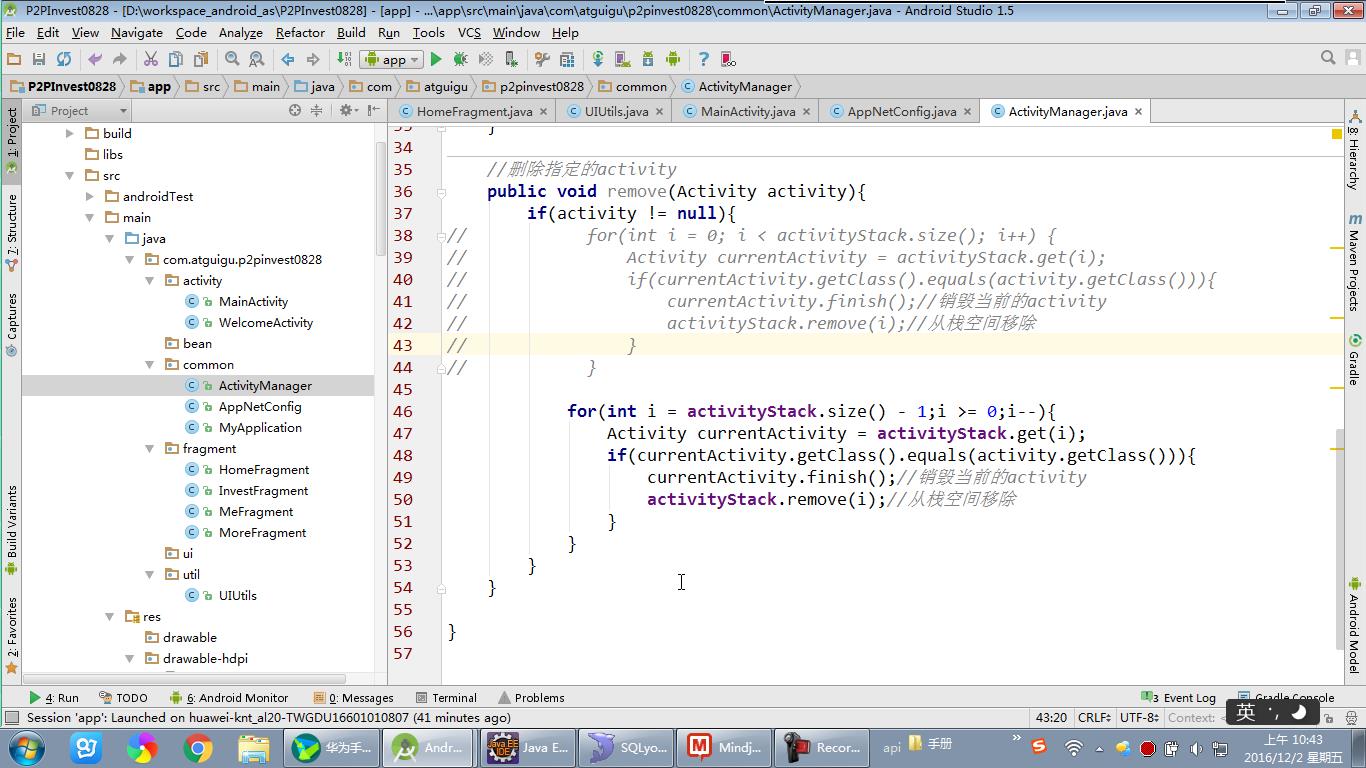 P2PInvest0828 - [D:\workspace_android_as\P2PInvest0828] - [app] - ...\app\src\main\java\com\atguigu\p2pinvest0828\common\ActivityManager.java - Android Studio 1.5
File Edit View Navigate Code Analyze Refactor Build Run Tools VCS Window Help
app
P2PInvest0828 app src main java com atguigu p2pinvest0828 common ActivityManager
Project
HomeFragment.java UIUtils.java MainActivity.java AppNetConfig.java ActivityManager.java
1: Project
7: Structure
Captures
Build Variants
2: Favorites
build
libs
src
androidTest
main
java
com.atguigu.p2pinvest0828
activity
MainActivity
WelcomeActivity
bean
common
ActivityManager
AppNetConfig
MyApplication
fragment
HomeFragment
InvestFragment
MeFragment
MoreFragment
ui
util
UIUtils
res
drawable
drawable-hdpi
33 }
34
35 //删除指定的activity
36 public void remove(Activity activity){
37 if(activity != null){
38 // for(int i = 0; i < activityStack.size(); i++) {
39 // Activity currentActivity = activityStack.get(i);
40 // if(currentActivity.getClass().equals(activity.getClass())){
41 // currentActivity.finish();//销毁当前的activity
42 // activityStack.remove(i);//从栈空间移除
43 // }
44 // }
45
46 for(int i = activityStack.size() - 1;i >= 0;i--){
47 Activity currentActivity = activityStack.get(i);
48 if(currentActivity.getClass().equals(activity.getClass())){
49 currentActivity.finish();//销毁当前的activity
50 activityStack.remove(i);//从栈空间移除
51 }
52 }
53 }
54 }
55
56 }
57
8: Hierarchy
Maven Projects
Gradle
Android Model
4: Run TODO 6: Android Monitor 0: Messages Terminal Problems 3 Event Log Gradle Console
Session 'app': Launched on huawei-knt_al20-TWGDU16601010807 (41 minutes ago) 43:20 CRLF UTF-8 Context:
英 ·,
华为手... Andr... Java E... SQLyo... Mindj... Recor... api 手册 »
上午 10:43
2016/12/2 星期五